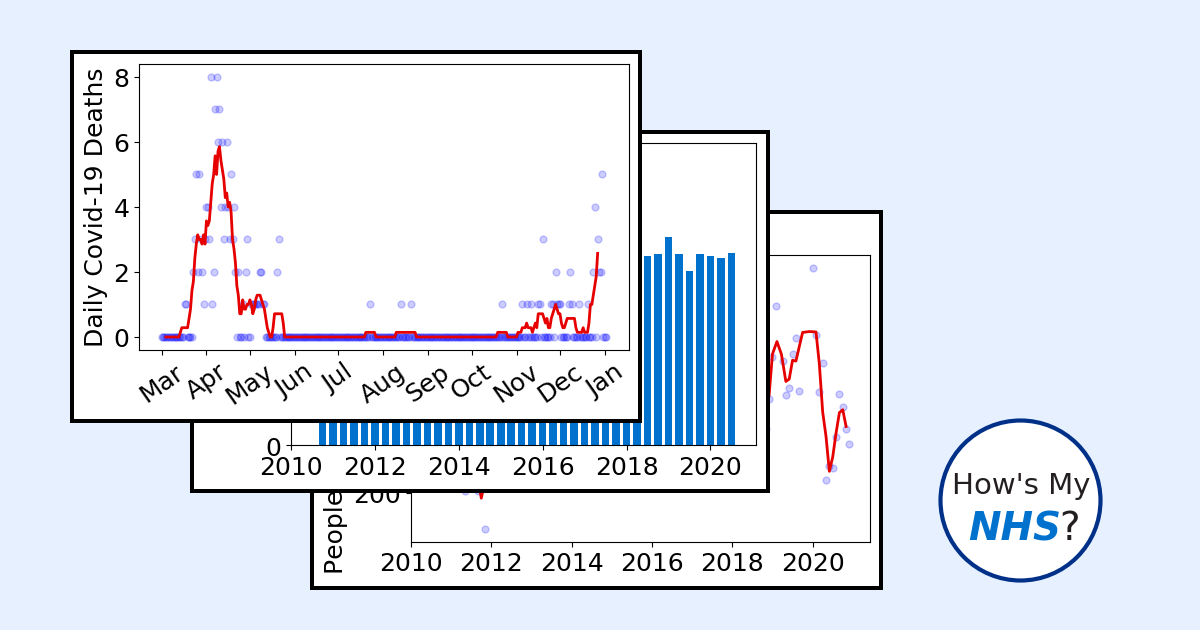 Daily Covid-19 Deaths
8
6
4
2
0
Mar Apr May Jun Jul Aug Sep Oct Nov Dec Jan
0
2010 2012 2014 2016 2018 2020
People
200
2010 2012 2014 2016 2018 2020
How's My
NHS?